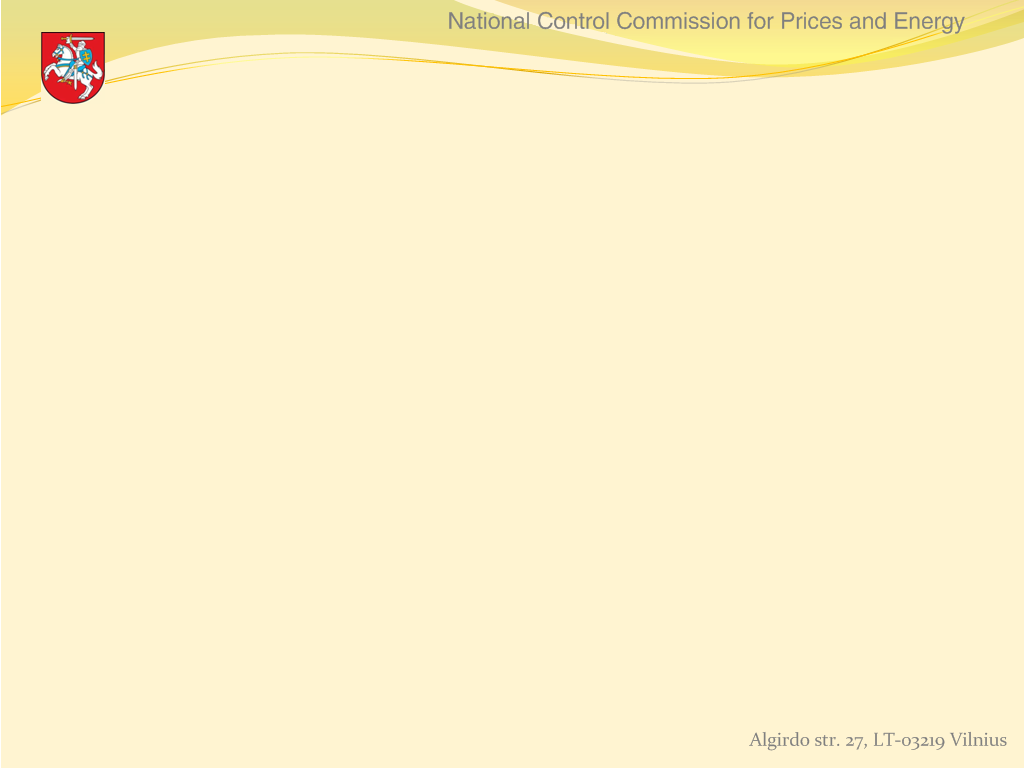 National Control Commission for Prices and Energy
Algirdo str. 27, LT-03219 Vilnius